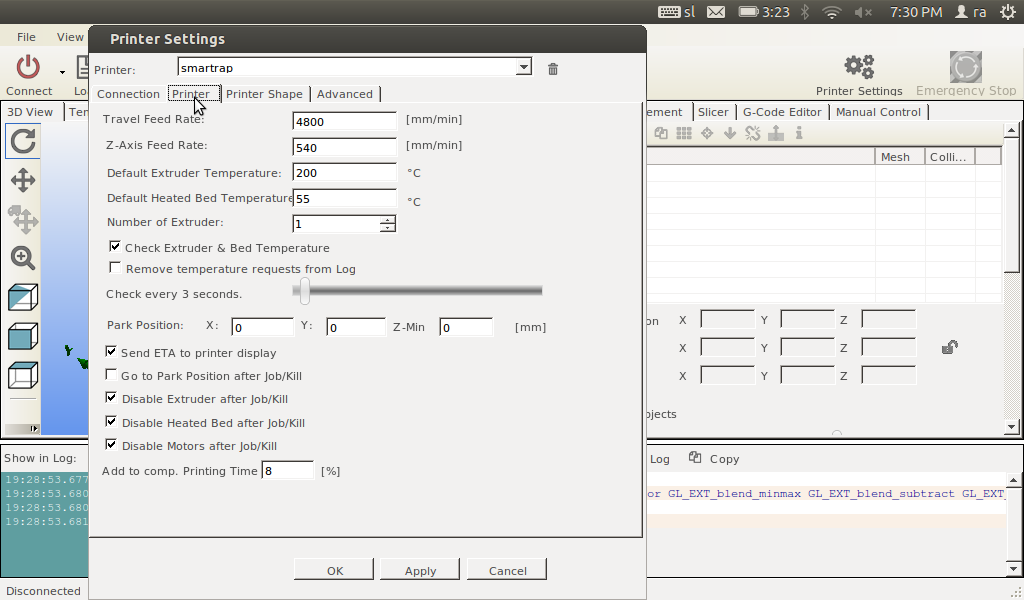 sl 3:23 7:30 PM ra
File View
Printer Settings
Connect
Printer Settings Emergency Stop
Printer: smartrap
Connection Printer Printer Shape Advanced
3D View Slicer G-Code Editor Manual Control
Travel Feed Rate: 4800 [mm/min]
Z-Axis Feed Rate: 540 [mm/min]
Mesh Colli...
Default Extruder Temperature: 200 °C
Default Heated Bed Temperature 55 °C
Number of Extruder: 1
Check Extruder & Bed Temperature
Remove temperature requests from Log
Check every 3 seconds.
Park Position: X: 0 Y: 0 Z-Min 0 [mm]
X Y Z
X Y Z
X Y Z
Send ETA to printer display
Go to Park Position after Job/Kill
Disable Extruder after Job/Kill
Disable Heated Bed after Job/Kill
Disable Motors after Job/Kill
Add to comp. Printing Time 8 [%]
Show in Log: Log Copy
19:28:53.677
19:28:53.680 or GL_EXT_blend_minmax GL_EXT_blend_subtract GL_EXT_
19:28:53.680
19:28:53.681
OK Apply Cancel
Disconnected